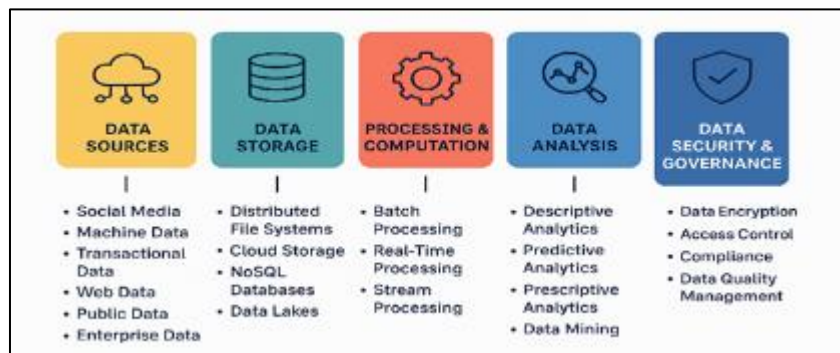 DATA
SOURCES
• Social Media
• Machine Data
• Transactional
Data
• Web Data
• Public Data
• Enterprise Data
DATA
STORAGE
• Distributed
File Systems
• Cloud Storage
• NoSQL
Databases
• Data Lakes
PROCESSING &
COMPUTATION
• Batch
Processing
• Real-Time
Processing
• Stream
Processing
DATA
ANALYSIS
• Descriptive
Analytics
• Predictive
Analytics
• Prescriptive
Analytics
• Data Mining
DATA
SECURITY &
GOVERNANCE
• Data Encryption
• Access Control
• Compliance
• Data Quality
Management